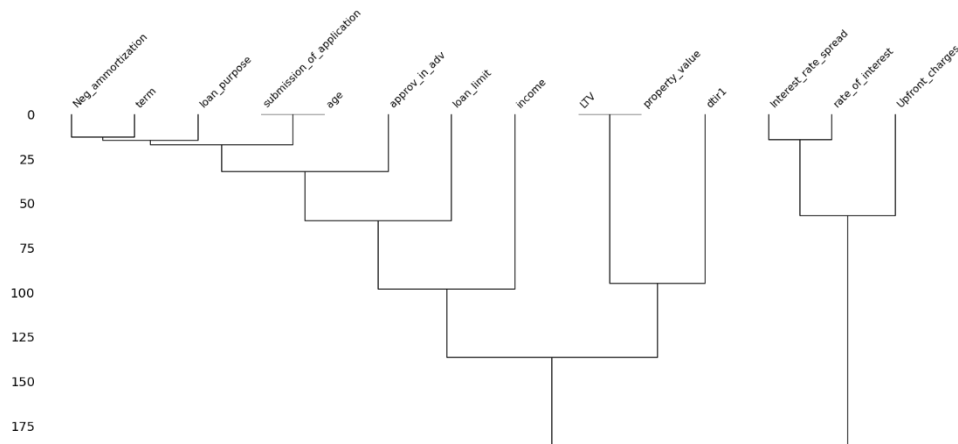 Neg_ammortization
term
loan_purpose
submission_of_application
age
approv_in_adv
loan_limit
income
LTV
property_value
dtir1
Interest_rate_spread
rate_of_interest
Upfront_charges
0
25
50
75
100
125
150
175